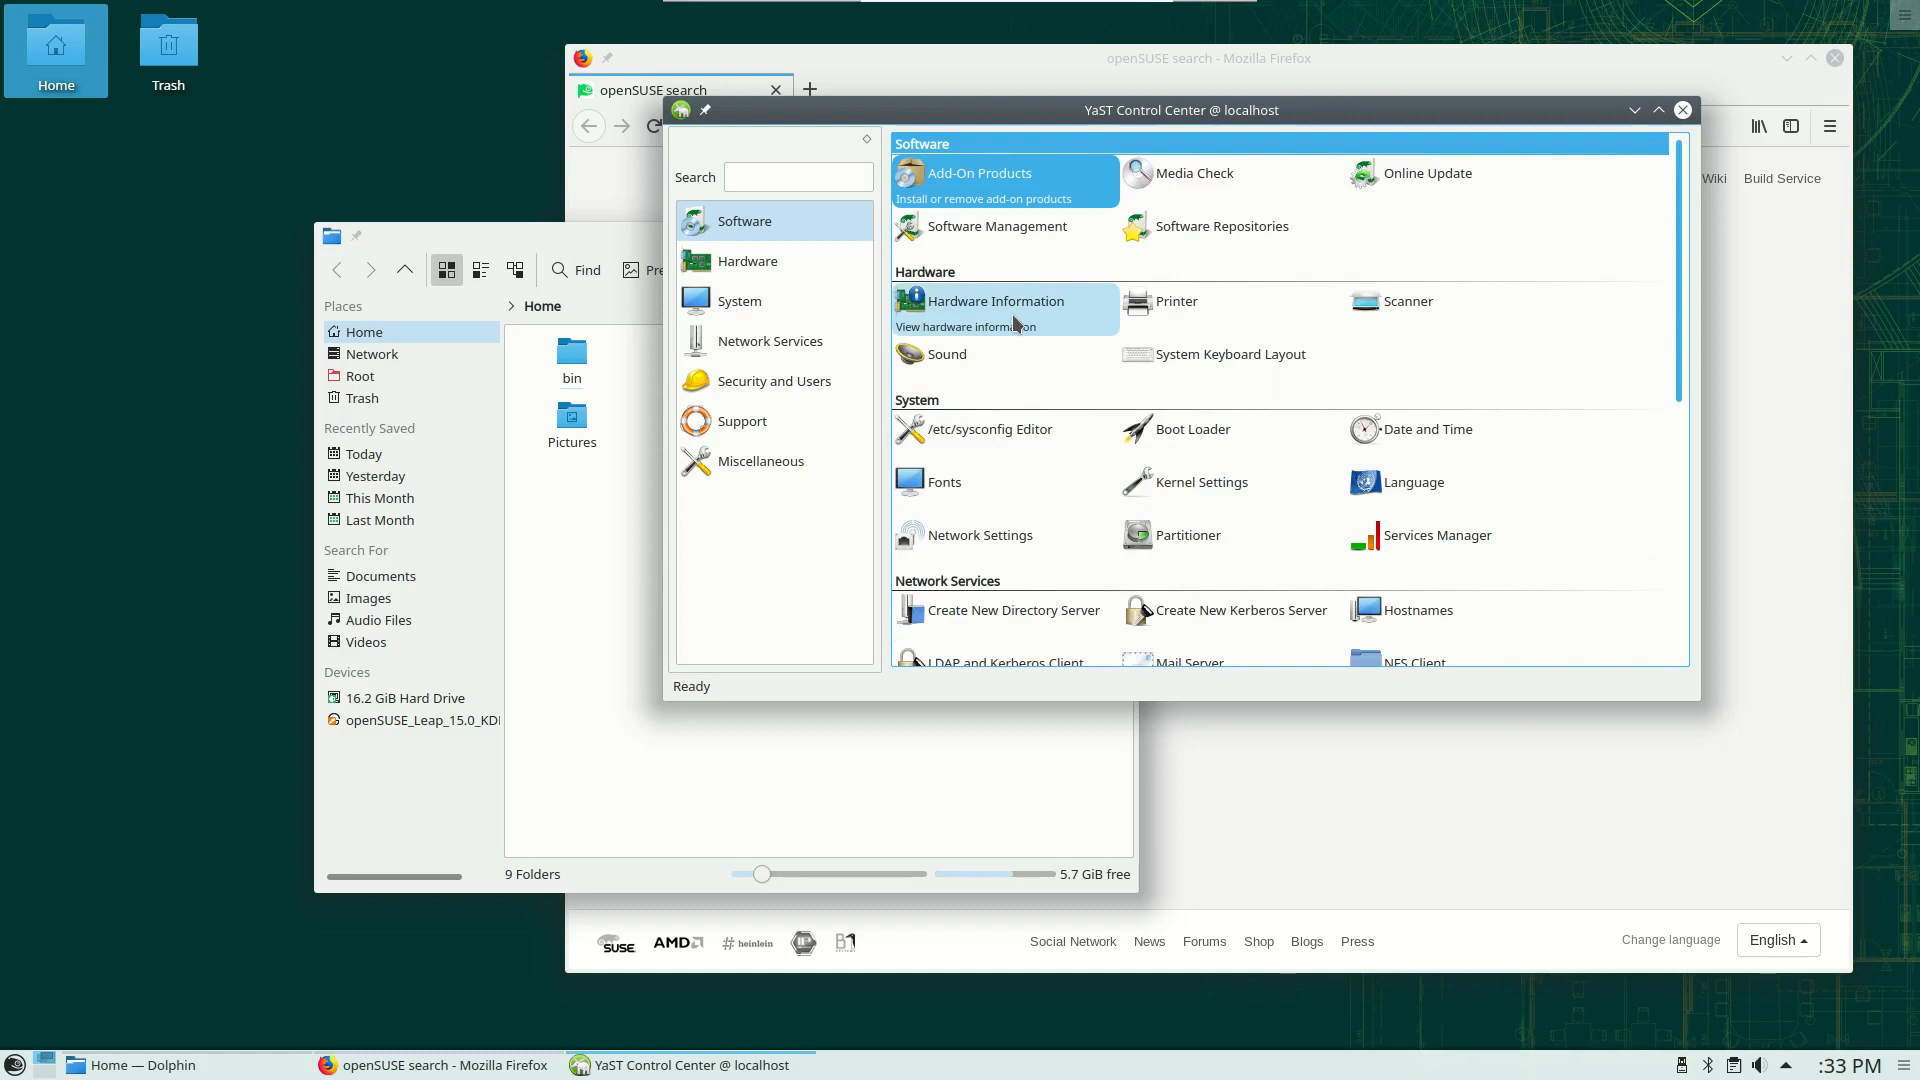 Home
Trash
openSUSE search - Mozilla Firefox
openSUSE search
Wiki Build Service
YaST Control Center @ localhost
Search
Software
Hardware
System
Network Services
Security and Users
Support
Miscellaneous
Software
Add-On Products
Install or remove add-on products
Media Check
Online Update
Software Management
Software Repositories
Hardware
Hardware Information
View hardware information
Printer
Scanner
Sound
System Keyboard Layout
System
/etc/sysconfig Editor
Boot Loader
Date and Time
Fonts
Kernel Settings
Language
Network Settings
Partitioner
Services Manager
Network Services
Create New Directory Server
Create New Kerberos Server
Hostnames
LDAP and Kerberos Client
Mail Server
NFS Client
Ready
Find
Pre
Places
Home
Home
Network
Root
Trash
Recently Saved
Today
Yesterday
This Month
Last Month
Search For
Documents
Images
Audio Files
Videos
Devices
16.2 GiB Hard Drive
openSUSE_Leap_15.0_KD
bin
Pictures
9 Folders
5.7 GiB free
SUSE
AMD
# heinlein
B1
Social Network News Forums Shop Blogs Press
Change language
English
Home — Dolphin
openSUSE search - Mozilla Firefox
YaST Control Center @ localhost
:33 PM